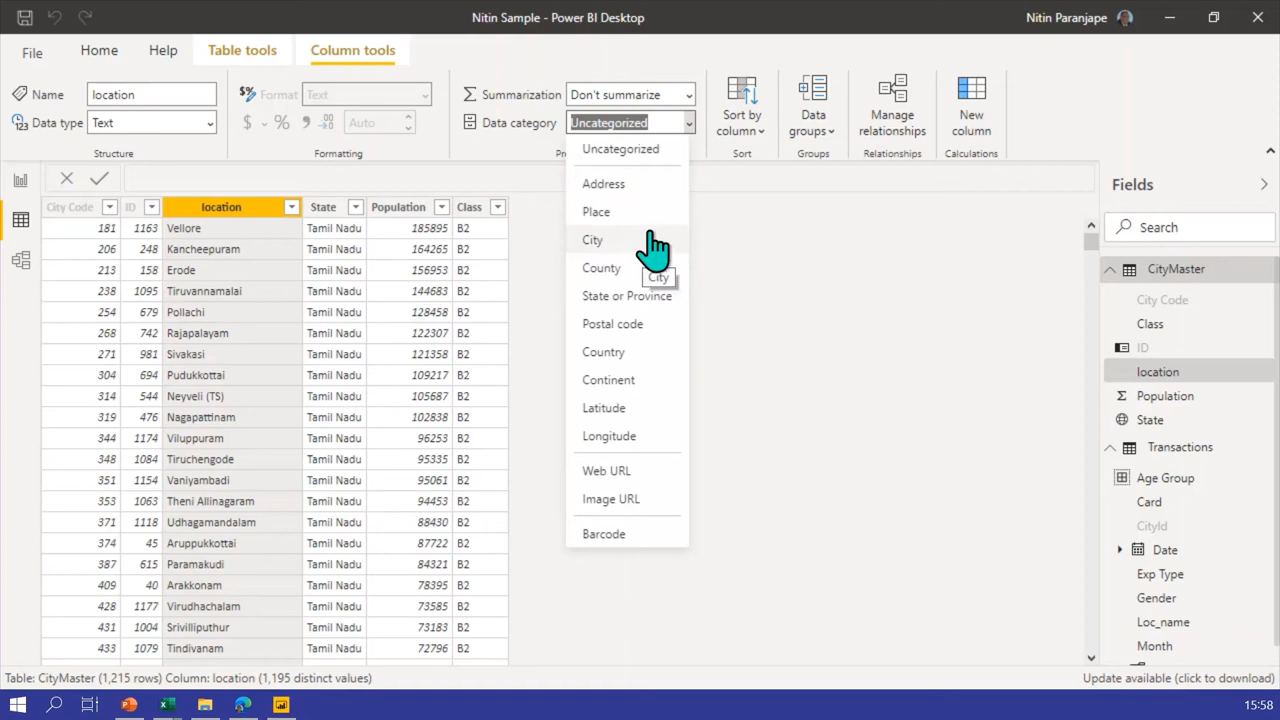 Nitin Sample - Power BI Desktop
Nitin Paranjape
File
Home
Help
Table tools
Column tools
Name
location
Data type
Text
Structure
Format
Text
$
%
,
Auto
Formatting
Summarization
Don't summarize
Data category
Uncategorized
Sort by
column
Sort
Data
groups
Groups
Manage
relationships
Relationships
New
column
Calculations
Uncategorized
Address
Place
City
County
City
State or Province
Postal code
Country
Continent
Latitude
Longitude
Web URL
Image URL
Barcode
City Code ID location State Population Class
181 1163 Vellore Tamil Nadu 185895 B2
206 248 Kancheepuram Tamil Nadu 164265 B2
213 158 Erode Tamil Nadu 156953 B2
238 1095 Tiruvannamalai Tamil Nadu 144683 B2
254 679 Pollachi Tamil Nadu 128458 B2
268 742 Rajapalayam Tamil Nadu 122307 B2
271 981 Sivakasi Tamil Nadu 121358 B2
304 694 Pudukkottai Tamil Nadu 109217 B2
314 544 Neyveli (TS) Tamil Nadu 105687 B2
319 476 Nagapattinam Tamil Nadu 102838 B2
344 1174 Viluppuram Tamil Nadu 96253 B2
348 1084 Tiruchengode Tamil Nadu 95335 B2
351 1154 Vaniyambadi Tamil Nadu 95061 B2
353 1063 Theni Allinagaram Tamil Nadu 94453 B2
371 1118 Udhagamandalam Tamil Nadu 88430 B2
374 45 Aruppukkottai Tamil Nadu 87722 B2
387 615 Paramakudi Tamil Nadu 84321 B2
409 40 Arakkonam Tamil Nadu 78395 B2
428 1177 Virudhachalam Tamil Nadu 73585 B2
431 1004 Srivilliputhur Tamil Nadu 73183 B2
433 1079 Tindivanam Tamil Nadu 72796 B2
Fields
Search
CityMaster
City Code
Class
ID
location
Population
State
Transactions
Age Group
Card
CityId
Date
Exp Type
Gender
Loc_name
Month
Table: CityMaster (1,215 rows) Column: location (1,195 distinct values)
Update available (click to download)
15:58